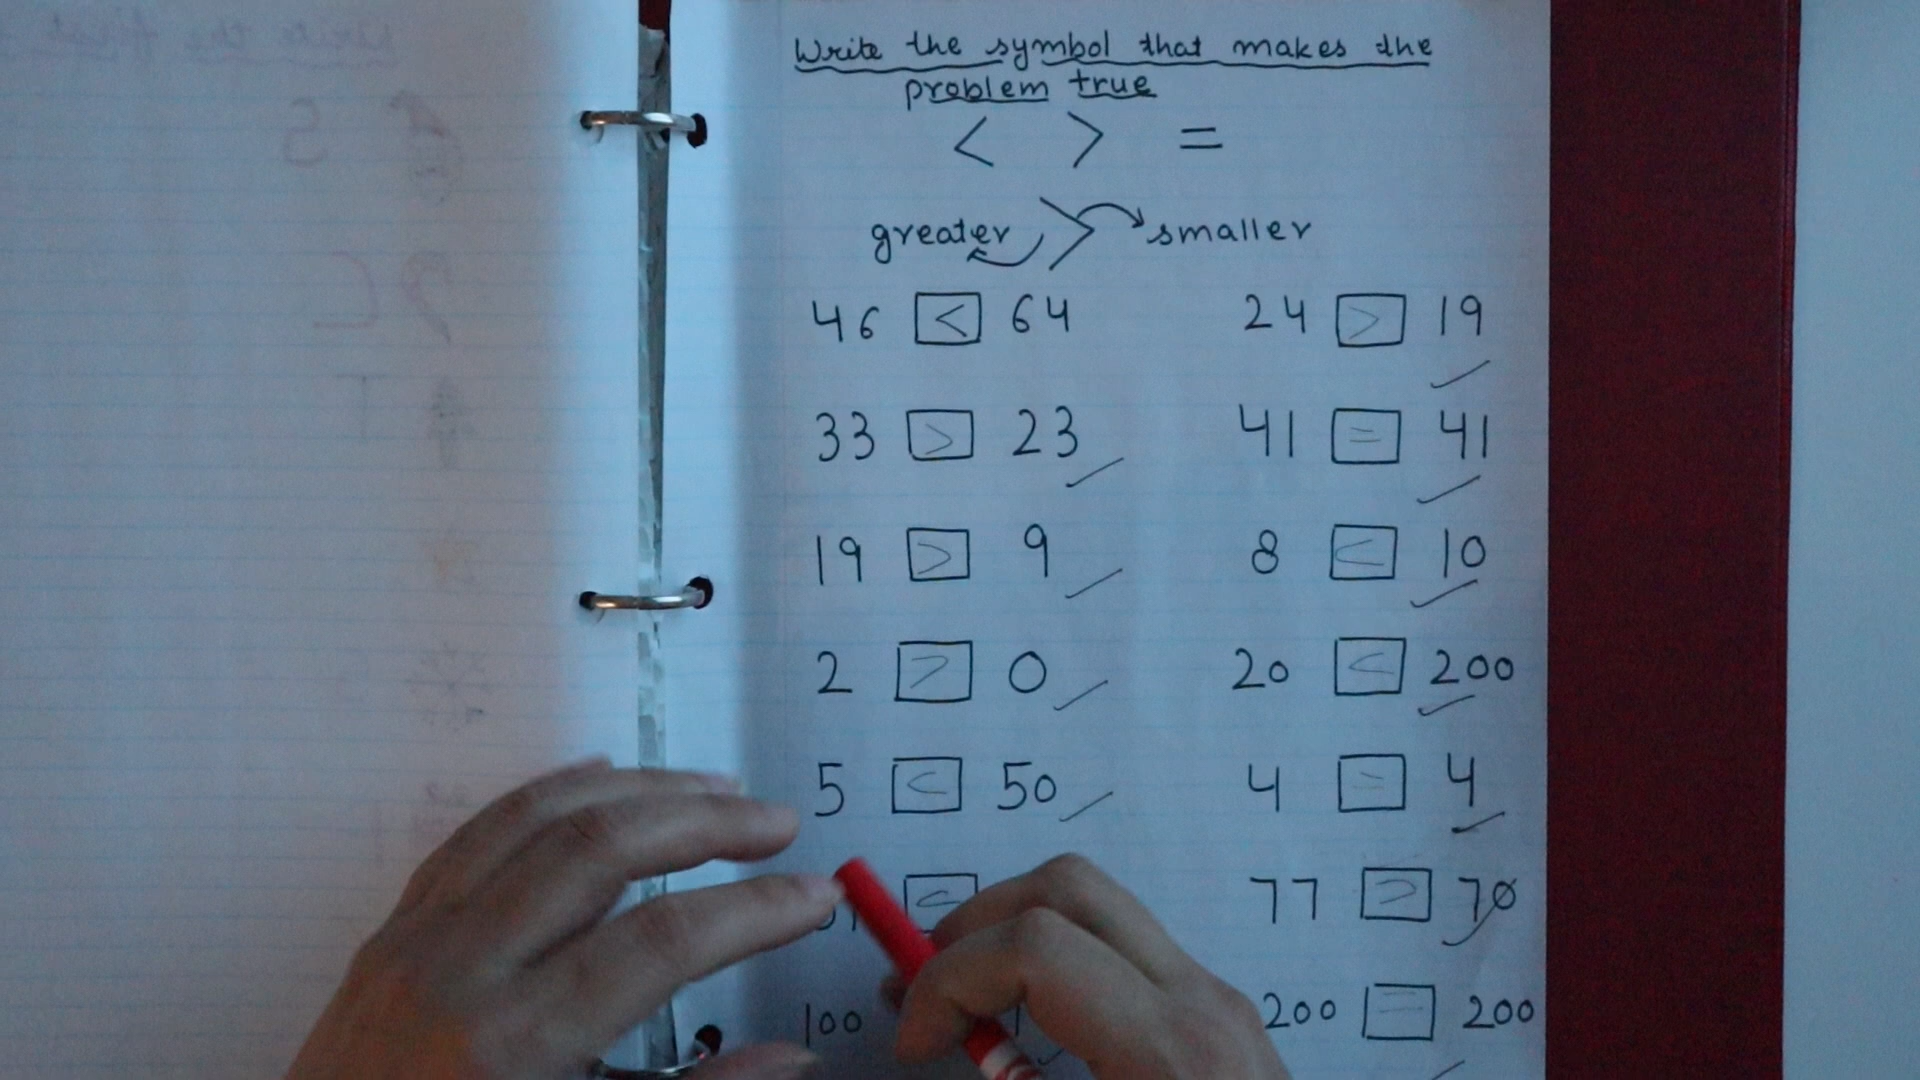 Write the symbol that makes the
problem true
< > =
greater > smaller
46 < 64 24 > 19
33 > 23 41 = 41
19 > 9 8 < 10
2 > 0 20 < 200
5 < 50 4 = 4
< 77 > 70
100 200 = 200